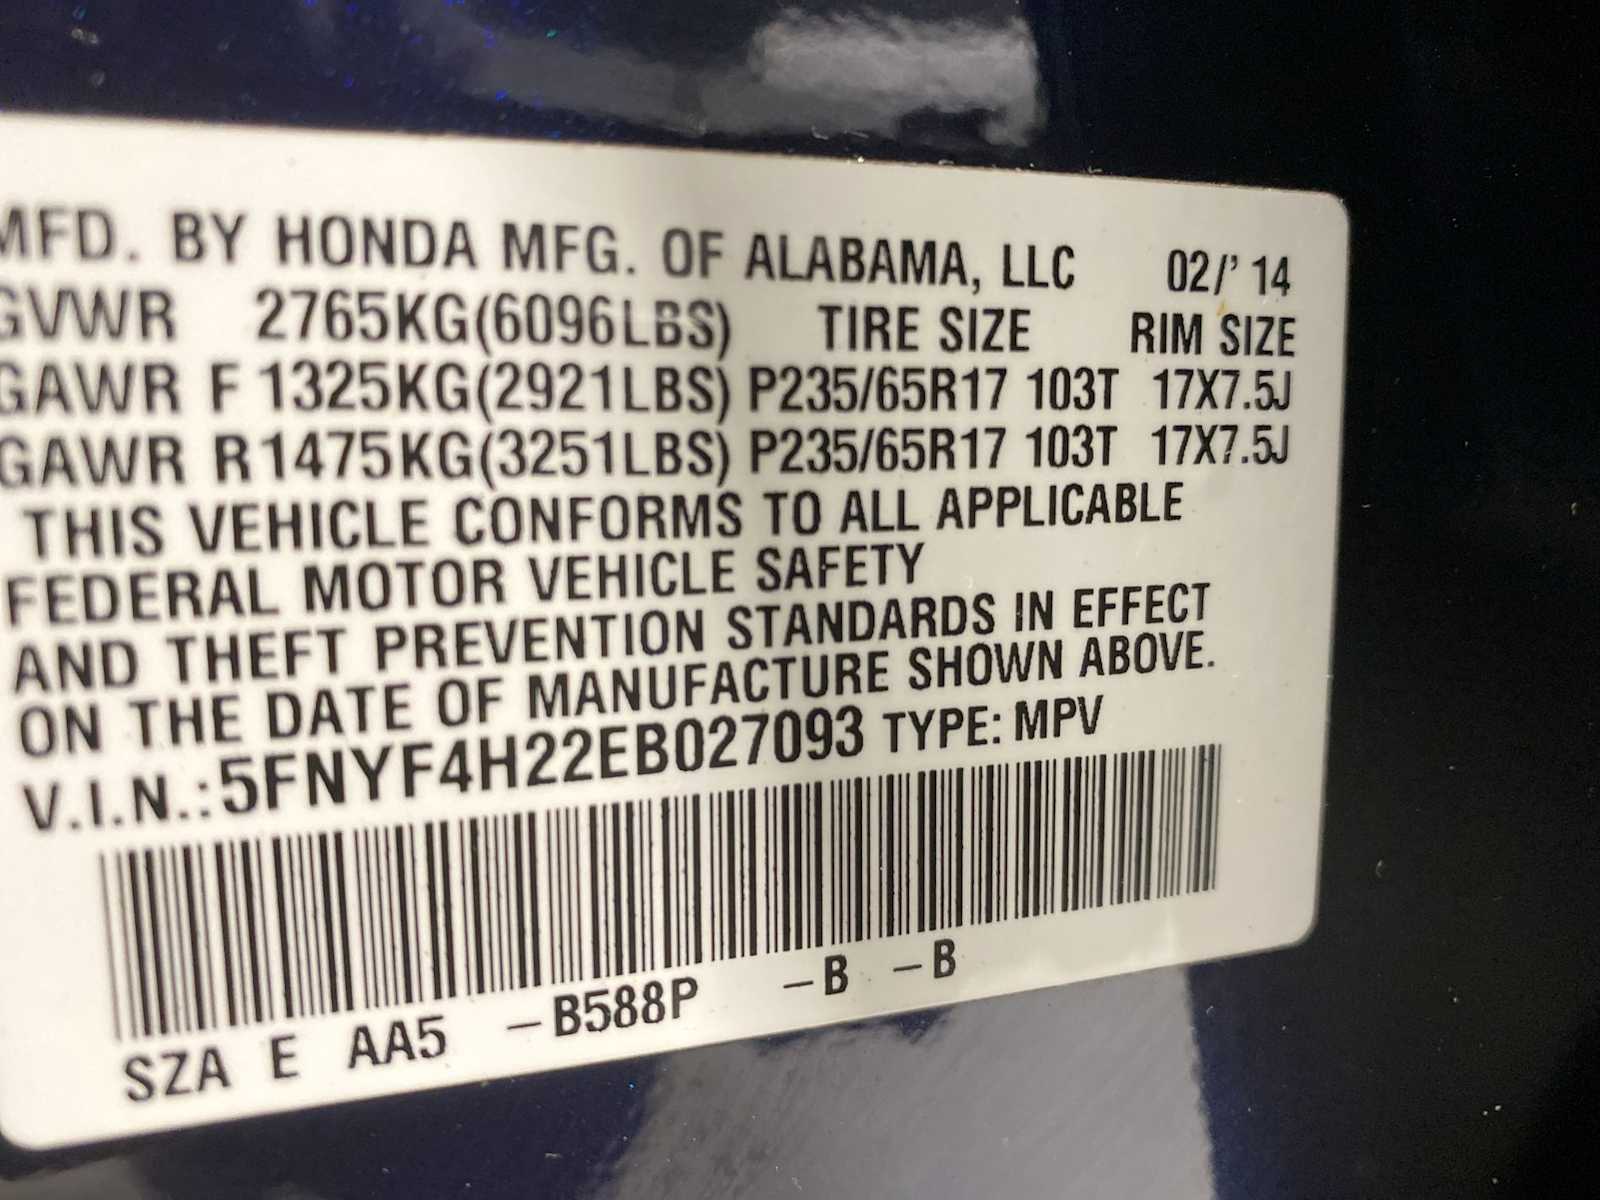 MFD. BY HONDA MFG. OF ALABAMA, LLC 02/' 14
GVWR 2765KG(6096LBS) TIRE SIZE RIM SIZE
GAWR F 1325KG(2921LBS) P235/65R17 103T 17X7.5J
GAWR R 1475KG(3251LBS) P235/65R17 103T 17X7.5J
THIS VEHICLE CONFORMS TO ALL APPLICABLE
FEDERAL MOTOR VEHICLE SAFETY
AND THEFT PREVENTION STANDARDS IN EFFECT
ON THE DATE OF MANUFACTURE SHOWN ABOVE.
V.I.N.:5FNYF4H22EB027093 TYPE: MPV
SZA E AA5 -B588P -B -B